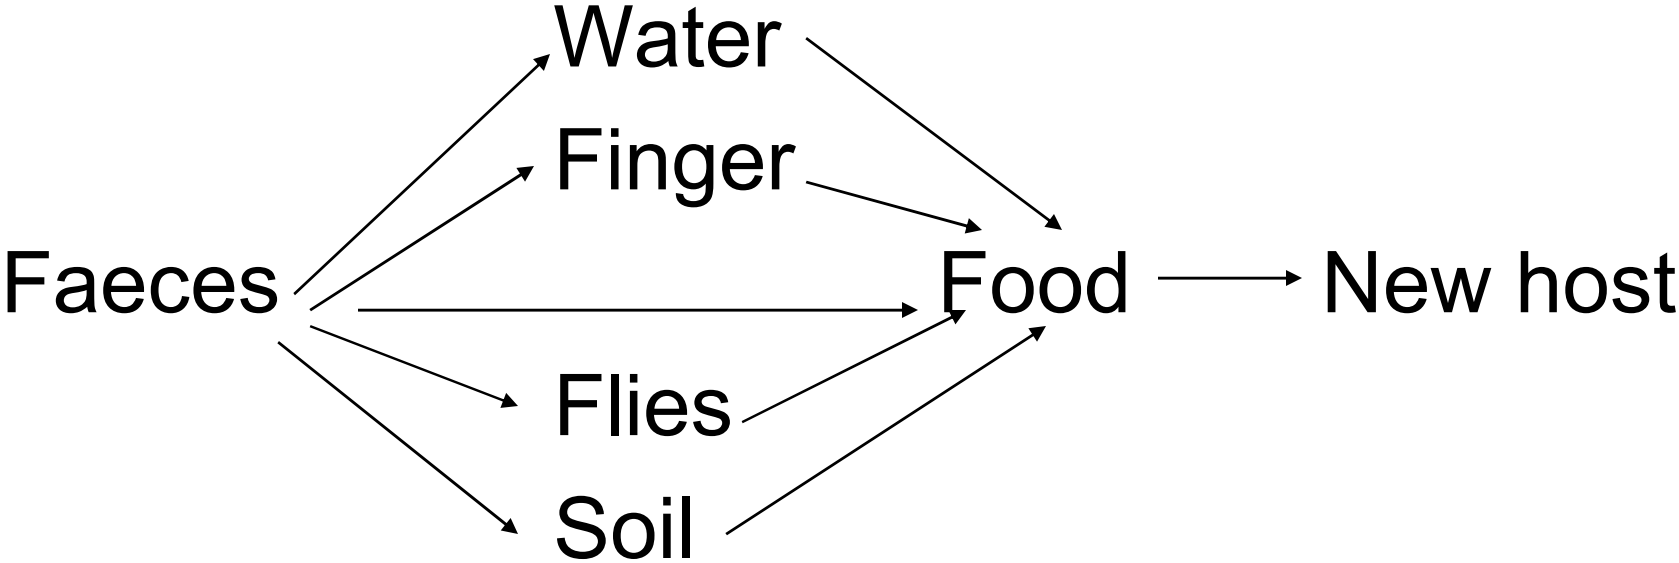 Water
Finger
Faeces
Food
New host
Flies
Soil